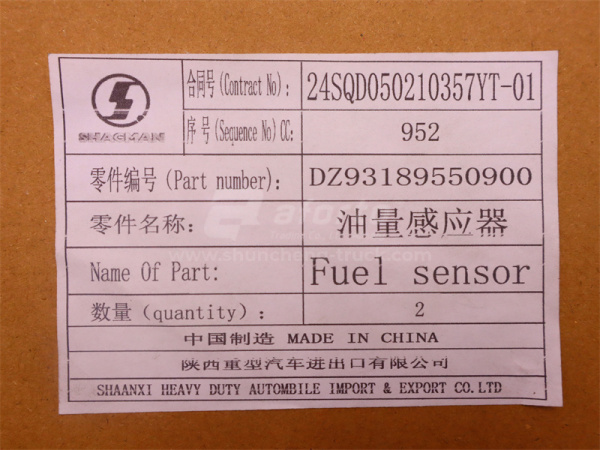 SHACMAN
合同号(Contract No): 24SQD050210357YT-01
序号(Sequence No)CC: 952
零件编号(Part number): DZ93189550900
零件名称: 油量感应器
Name Of Part: Fuel sensor
数量(quantity): 2
中国制造 MADE IN CHINA
陕西重型汽车进出口有限公司
SHAANXI HEAVY DUTY AUTOMBILE IMPORT & EXPORT CO.LTD